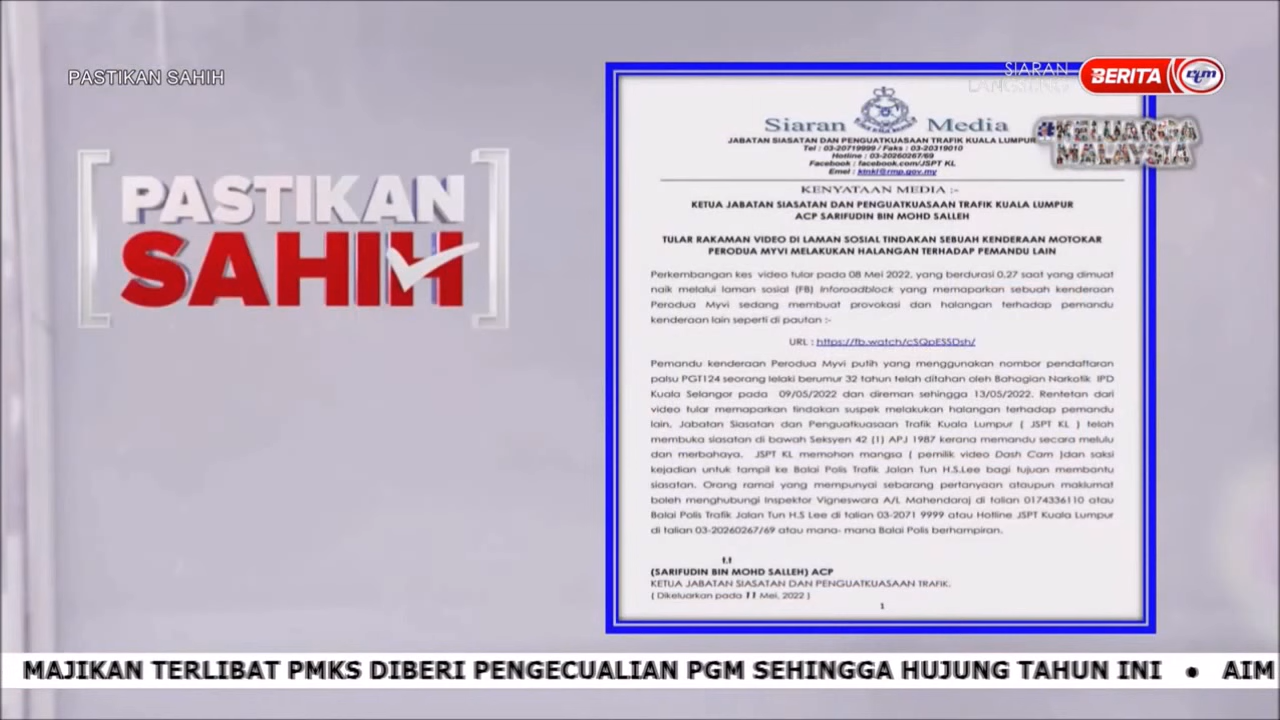 PASTIKAN SAHIH
SIARAN
LANGSUNG
BERITA rtm
#KELUARGA
MALAYSIA
PASTIKAN
SAHIH
Siaran Media
JABATAN SIASATAN DAN PENGUATKUASAAN TRAFIK KUALA LUMPUR
Tel : 03-20719999 / Faks : 03-20319010
Hotline : 03-20260267/69
Facebook : facebook.com/JSPT KL
Emel : ktnkl@rmp.gov.my
KENYATAAN MEDIA :-
KETUA JABATAN SIASATAN DAN PENGUATKUASAAN TRAFIK KUALA LUMPUR
ACP SARIFUDIN BIN MOHD SALLEH
TULAR RAKAMAN VIDEO DI LAMAN SOSIAL TINDAKAN SEBUAH KENDERAAN MOTOKAR
PERODUA MYVI MELAKUKAN HALANGAN TERHADAP PEMANDU LAIN
Perkembangan kes video tular pada 08 Mei 2022, yang berdurasi 0.27 saat yang dimuat
naik melalui laman sosial (FB) Inforoadblock yang memaparkan sebuah kenderaan
Perodua Myvi sedang membuat provokasi dan halangan terhadap pemandu
kenderaan lain seperti di pautan :-
URL : https://fb.watch/cSQpESSDsh/
Pemandu kenderaan Perodua Myvi putih yang menggunakan nombor pendaftaran
palsu PGT124 seorang lelaki berumur 32 tahun telah ditahan oleh Bahagian Narkotik IPD
Kuala Selangor pada 09/05/2022 dan direman sehingga 13/05/2022. Rentetan dari
video tular memaparkan tindakan suspek melakukan halangan terhadap pemandu
lain, Jabatan Siasatan dan Penguatkuasaan Trafik Kuala Lumpur ( JSPT KL ) telah
membuka siasatan di bawah Seksyen 42 (1) APJ 1987 kerana memandu secara melulu
dan merbahaya. JSPT KL memohon mangsa ( pemilik video Dash Cam )dan saksi
kejadian untuk tampil ke Balai Polis Trafik Jalan Tun H.S.Lee bagi tujuan membantu
siasatan. Orang ramai yang mempunyai sebarang pertanyaan ataupun maklumat
boleh menghubungi Inspektor Vigneswara A/L Mahendaraj di talian 0174336110 atau
Balai Polis Trafik Jalan Tun H.S Lee di talian 03-2071 9999 atau Hotline JSPT Kuala Lumpur
di talian 03-20260267/69 atau mana- mana Balai Polis berhampiran.
t.t
(SARIFUDIN BIN MOHD SALLEH) ACP
KETUA JABATAN SIASATAN DAN PENGUATKUASAAN TRAFIK.
( Dikeluarkan pada 11 Mei, 2022 )
1
MAJIKAN TERLIBAT PMKS DIBERI PENGECUALIAN PGM SEHINGGA HUJUNG TAHUN INI • AIM